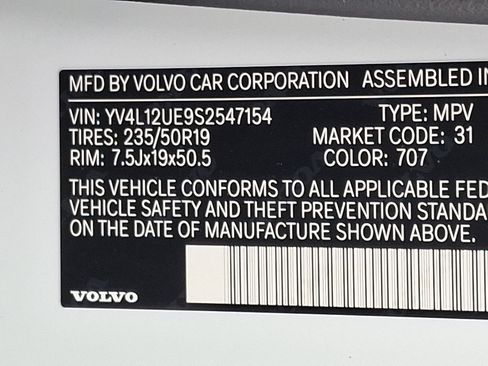 MFD BY VOLVO CAR CORPORATION ASSEMBLED IN
VIN: YV4L12UE9S2547154 TYPE: MPV
TIRES: 235/50R19 MARKET CODE: 31
RIM: 7.5Jx19x50.5 COLOR: 707
THIS VEHICLE CONFORMS TO ALL APPLICABLE FED
VEHICLE SAFETY AND THEFT PREVENTION STANDA
ON THE DATE OF MANUFACTURE SHOWN ABOVE.
VOLVO